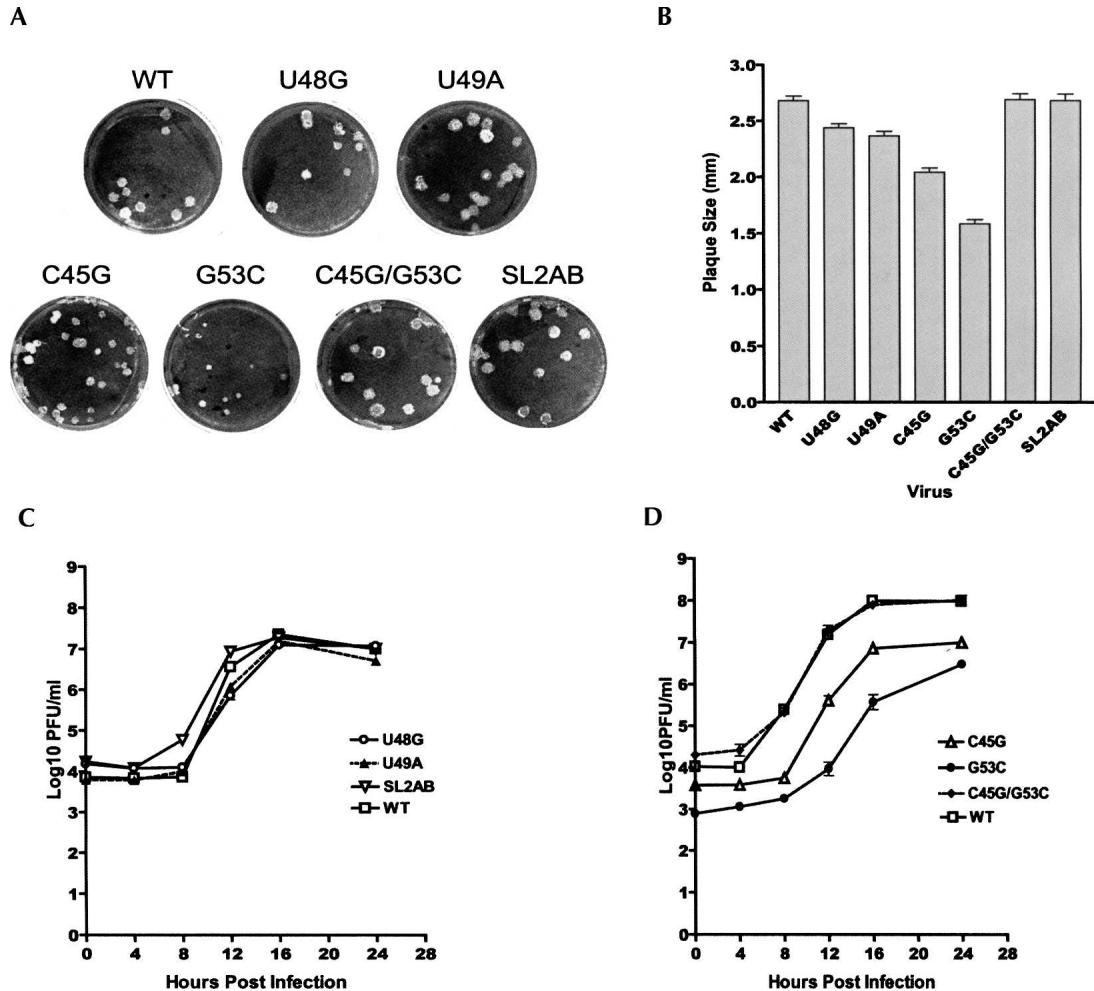 A
WT U48G U49A
C45G G53C C45G/G53C SL2AB
B
3.0
2.5
2.0
1.5
1.0
0.5
0.0
Plaque Size (mm)
WT U48G U49A C45G G53C C45G/G53C SL2AB
Virus
C
9
8
7
6
5
4
3
2
1
0
Log10 PFU/ml
U48G
U49A
SL2AB
WT
0 4 8 12 16 20 24 28
Hours Post Infection
D
9
8
7
6
5
4
3
2
1
0
Log10PFU/ml
C45G
G53C
C45G/G53C
WT
0 4 8 12 16 20 24 28
Hours Post Infection